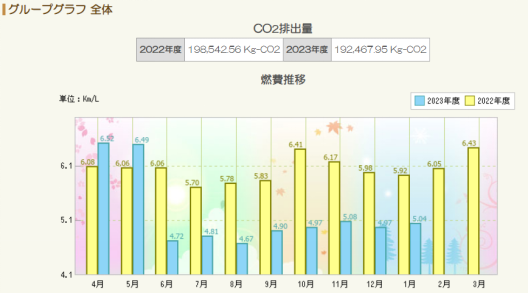 グループグラフ 全体
CO2排出量
2022年度 198,542.56 Kg-CO2 2023年度 192,467.95 Kg-CO2
燃費推移
単位：Km/L
2023年度 2022年度
6.1
5.1
4.1
6.08 6.06 6.49 6.06 4.72 5.70 4.81 5.78 4.67 5.83 4.90 6.41 4.97 6.17 5.08 5.98 4.97 5.92 5.04 6.05 6.43
4月 5月 6月 7月 8月 9月 10月 11月 12月 1月 2月 3月